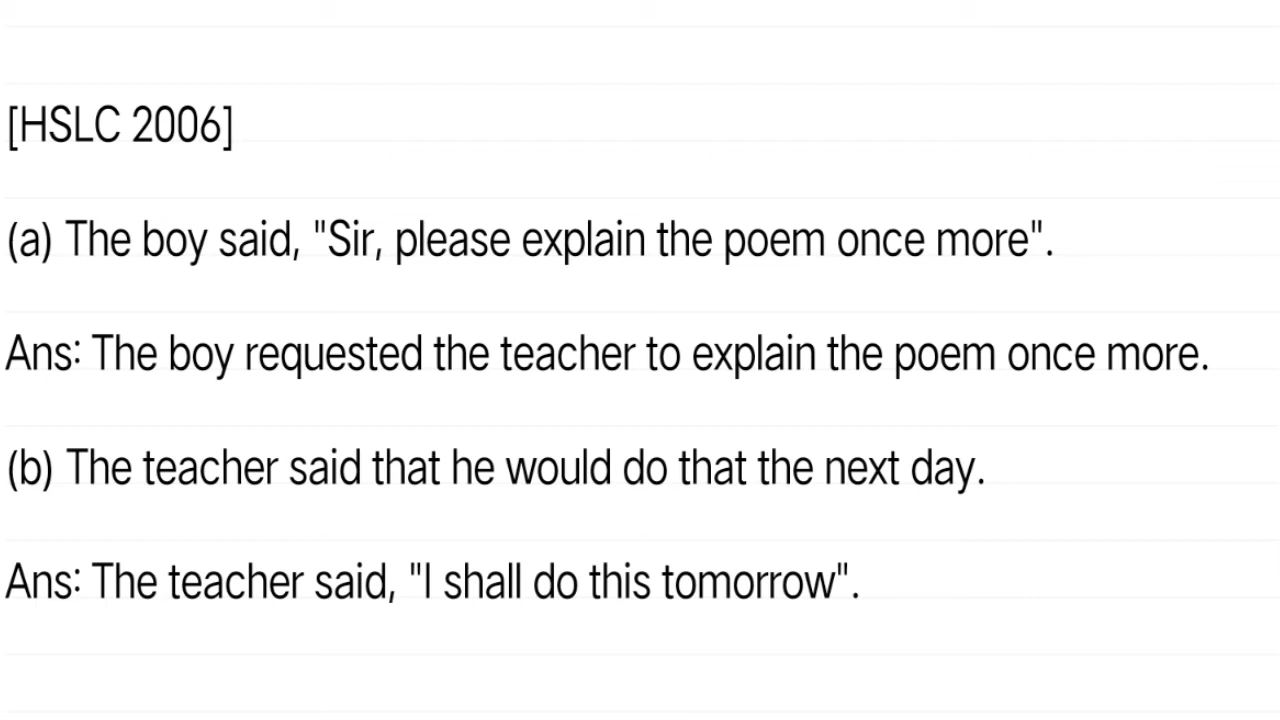 [HSLC 2006]
(a) The boy said, "Sir, please explain the poem once more".
Ans: The boy requested the teacher to explain the poem once more.
(b) The teacher said that he would do that the next day.
Ans: The teacher said, "I shall do this tomorrow".